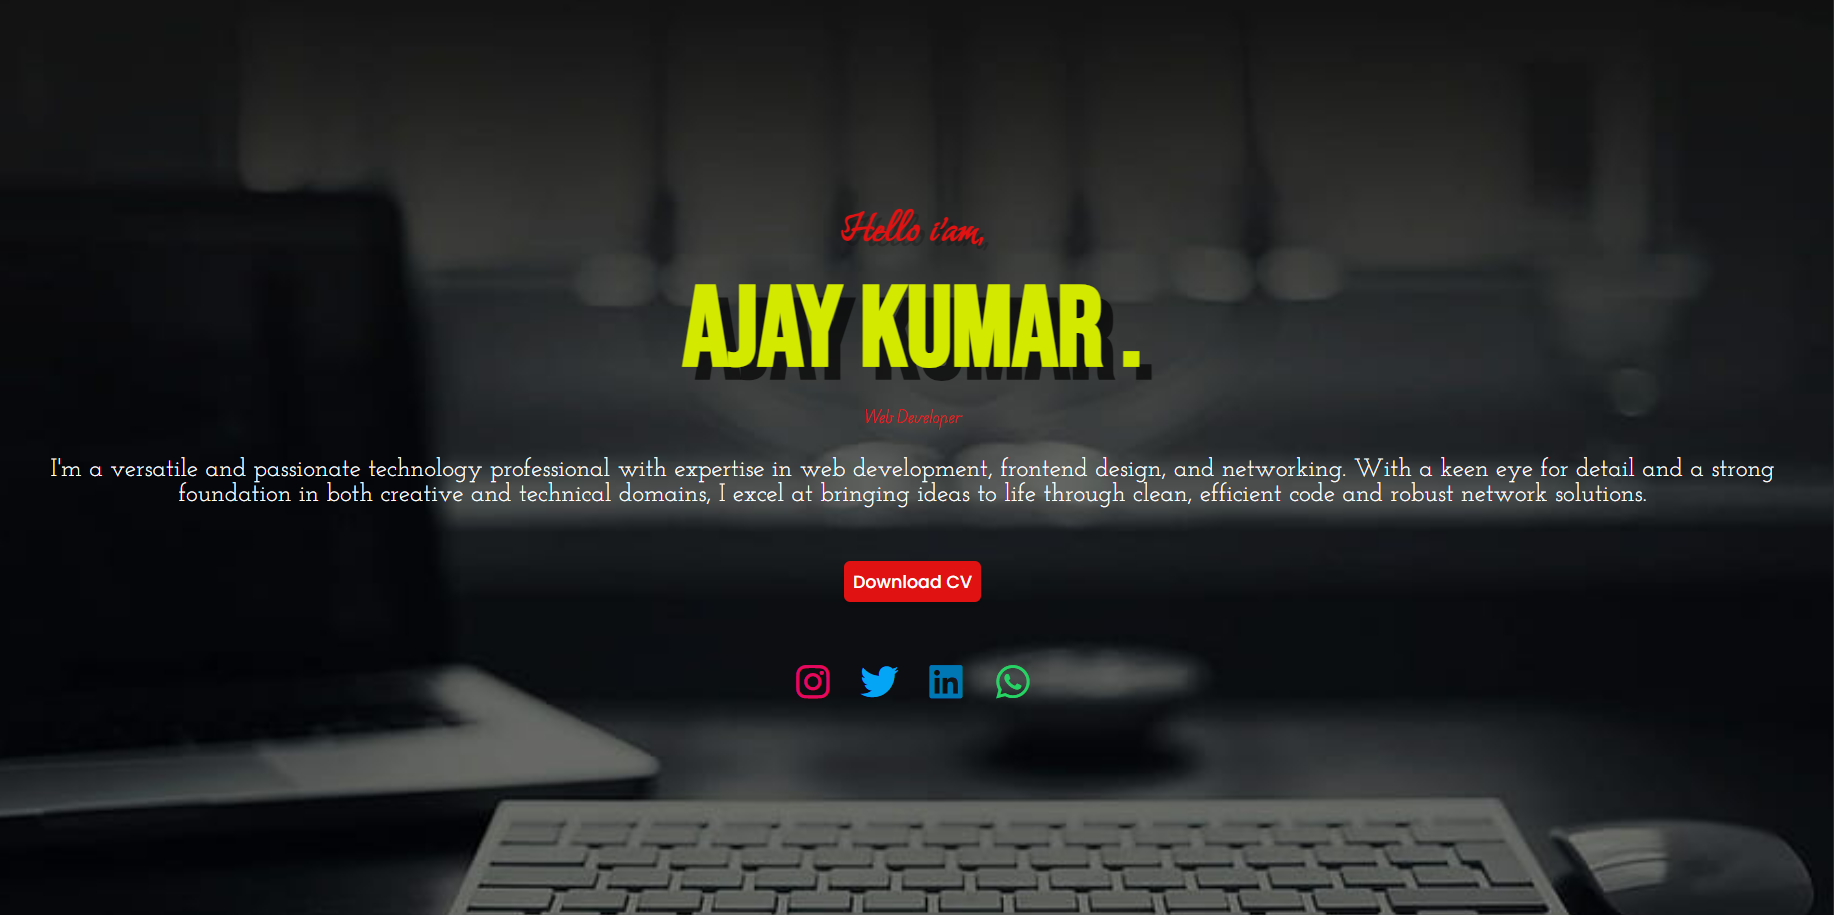 Hello i'am,
AJAY KUMAR .
Web Developer
I'm a versatile and passionate technology professional with expertise in web development, frontend design, and networking. With a keen eye for detail and a strong
foundation in both creative and technical domains, I excel at bringing ideas to life through clean, efficient code and robust network solutions.
Download CV
in